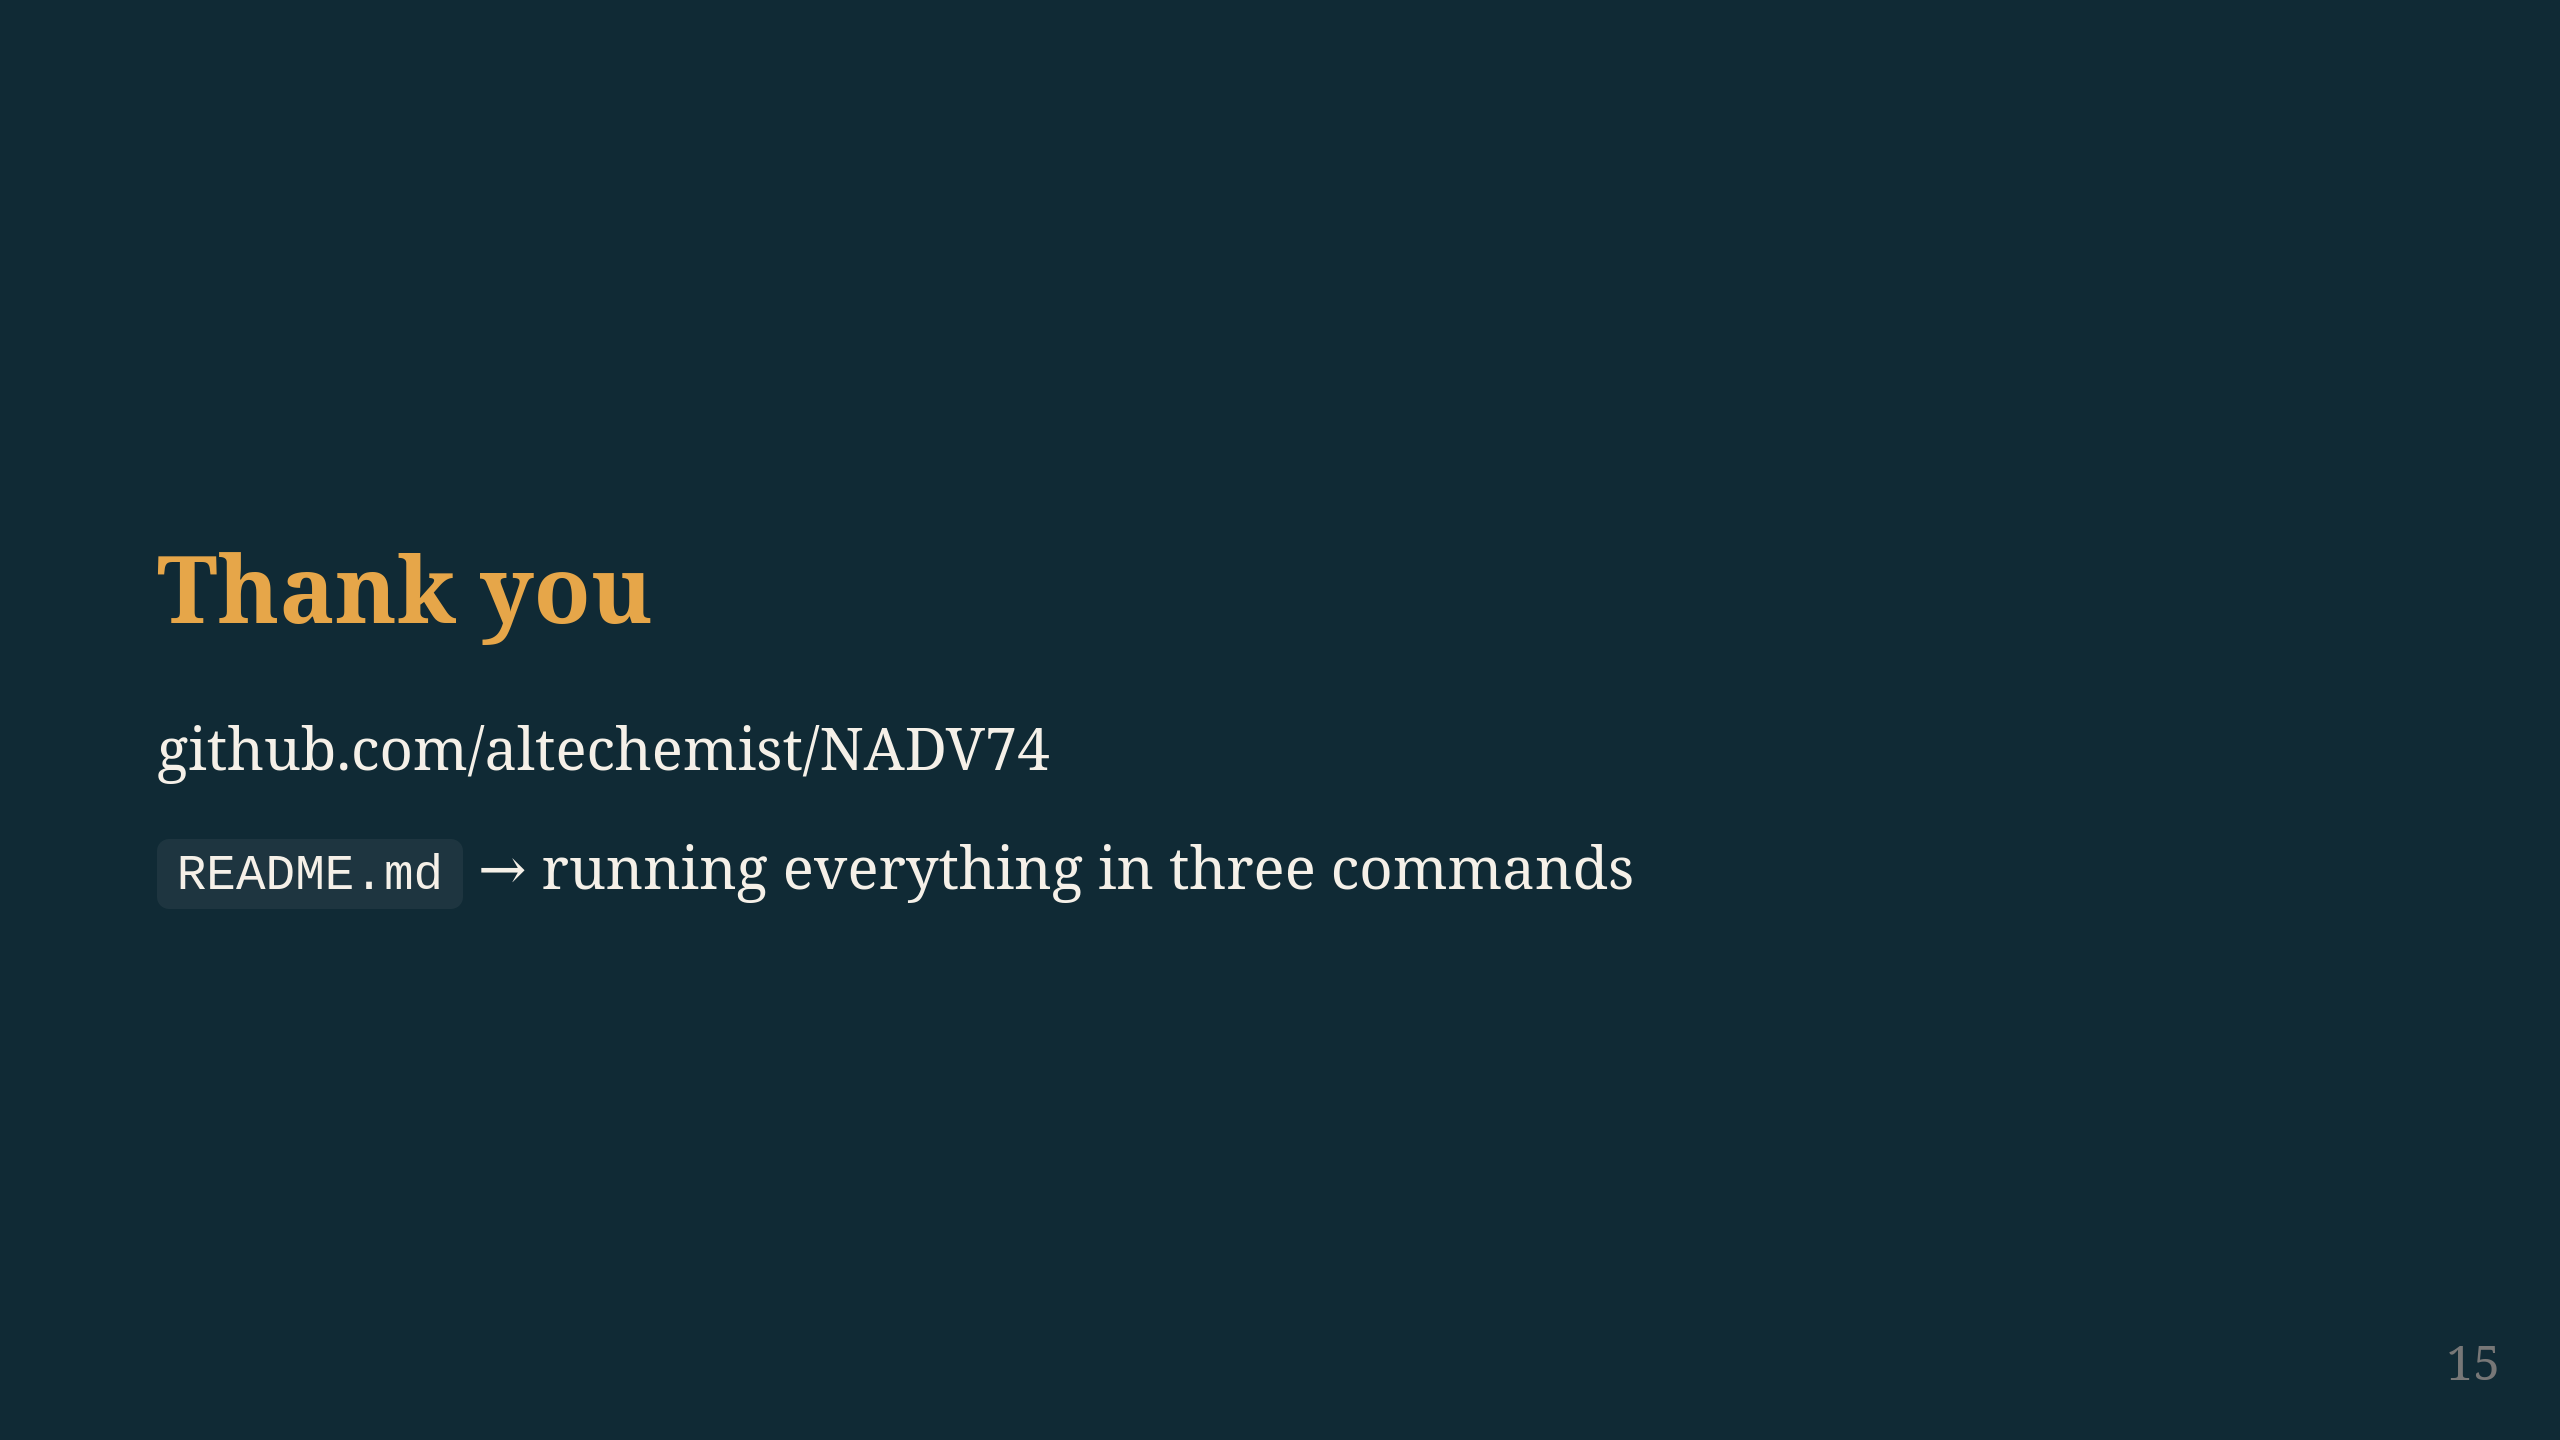 Thank you
github.com/altechemist/NADV74
README.md → running everything in three commands
15